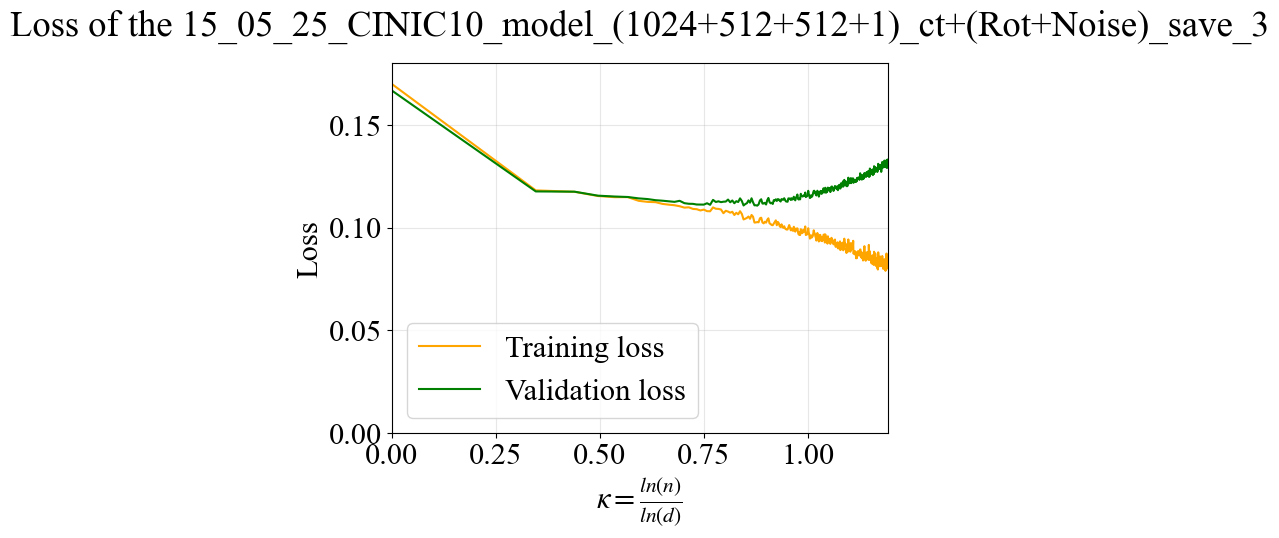 Loss of the 15_05_25_CINIC10_model_(1024+512+512+1)_ct+(Rot+Noise)_save_3
0.15
0.10
0.05
0.00
Loss
Training loss
Validation loss
0.00 0.25 0.50 0.75 1.00
κ = ln(n)/ln(d)